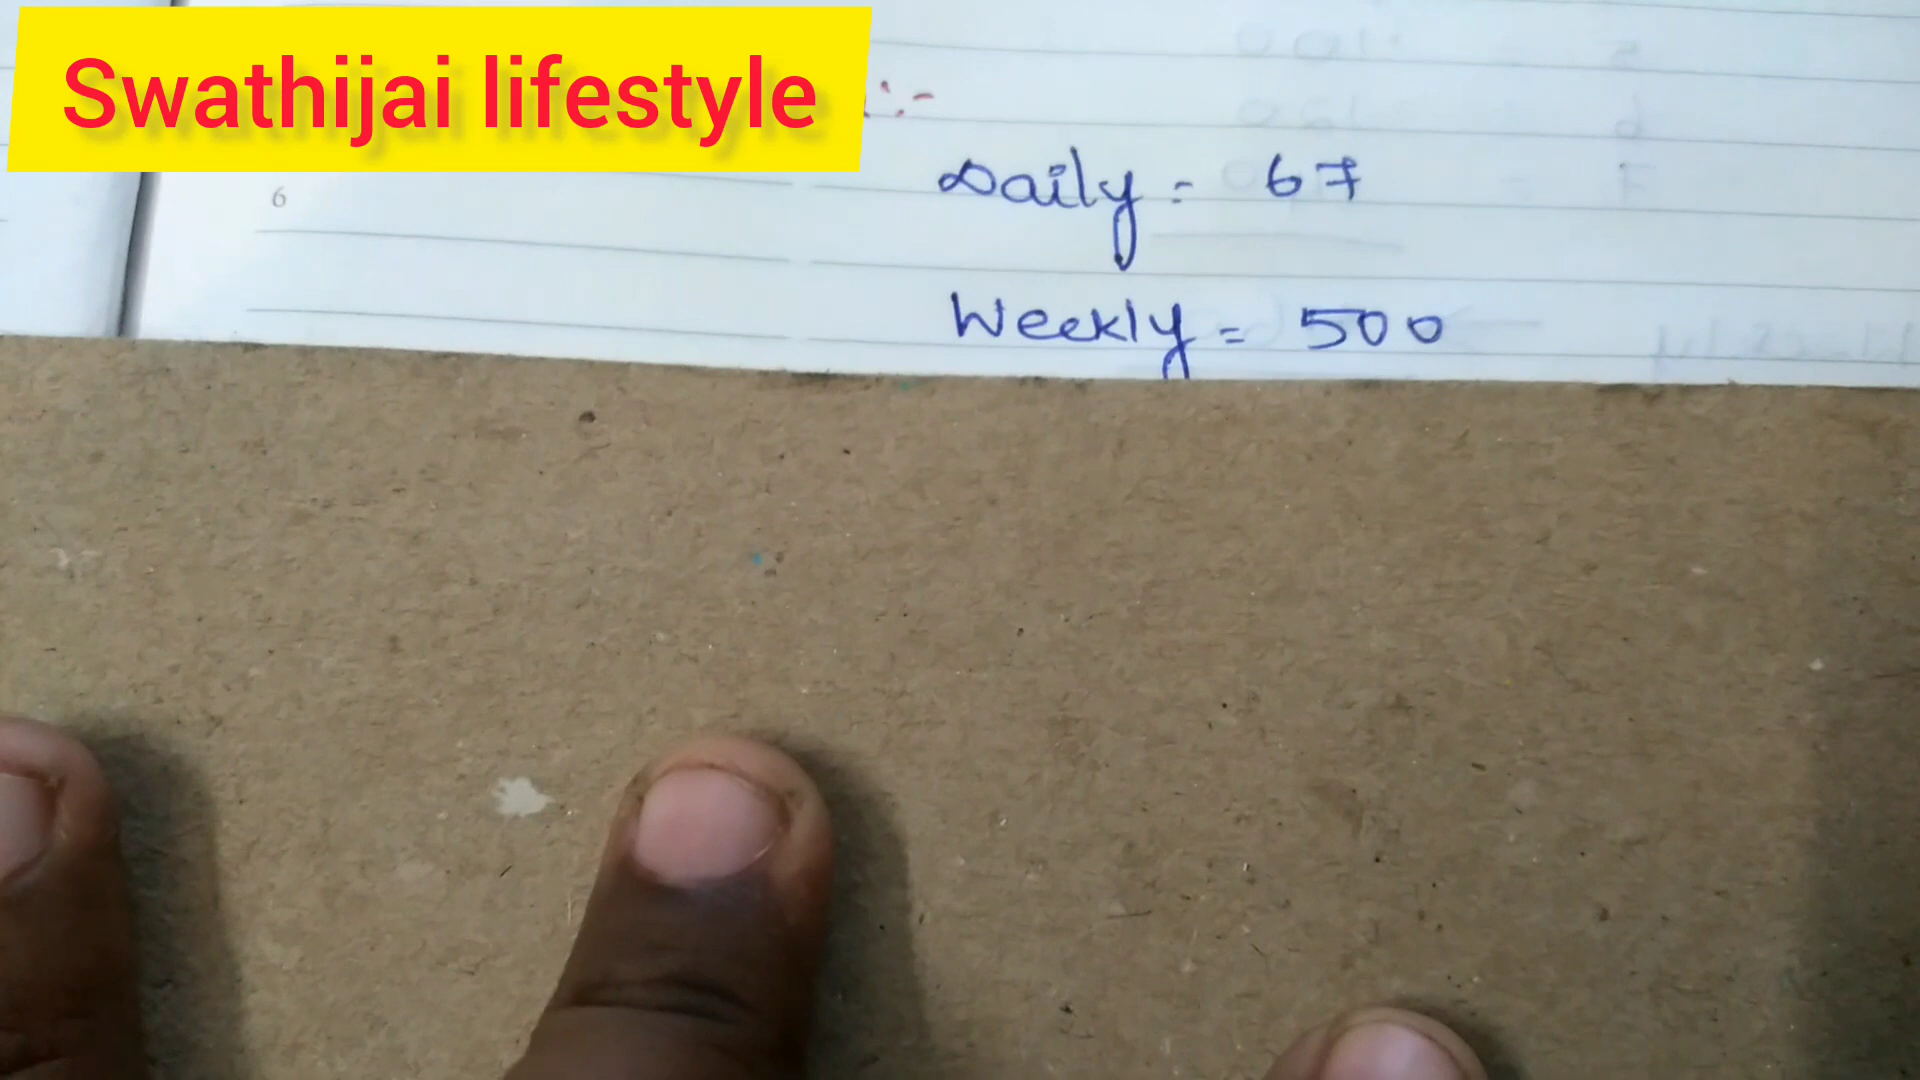 Swathijai lifestyle
:-
Daily = 67
6
Weekly = 500